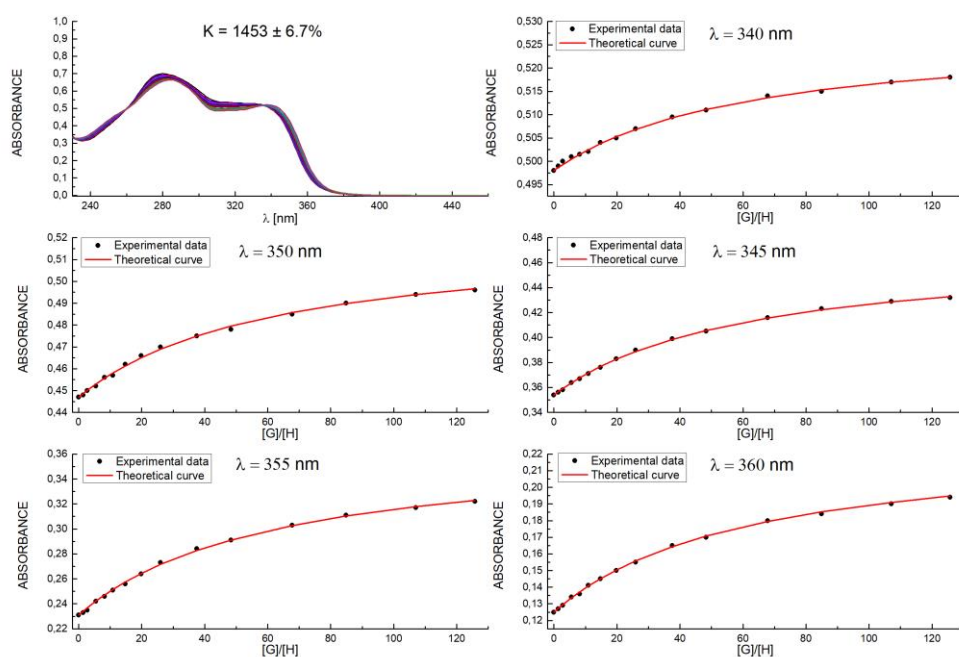 K = 1453 ± 6.7%
ABSORBANCE
1,0
0,9
0,8
0,7
0,6
0,5
0,4
0,3
0,2
0,1
0,0
240 280 320 360 400 440
λ [nm]
Experimental data
Theoretical curve
λ = 340 nm
ABSORBANCE
0,530
0,525
0,520
0,515
0,510
0,505
0,500
0,495
0 20 40 60 80 100 120
[G]/[H]
Experimental data
Theoretical curve
λ = 350 nm
ABSORBANCE
0,52
0,51
0,50
0,49
0,48
0,47
0,46
0,45
0,44
0 20 40 60 80 100 120
[G]/[H]
Experimental data
Theoretical curve
λ = 345 nm
ABSORBANCE
0,48
0,46
0,44
0,42
0,40
0,38
0,36
0,34
0 20 40 60 80 100 120
[G]/[H]
Experimental data
Theoretical curve
λ = 355 nm
ABSORBANCE
0,36
0,34
0,32
0,30
0,28
0,26
0,24
0,22
0 20 40 60 80 100 120
[G]/[H]
Experimental data
Theoretical curve
λ = 360 nm
ABSORBANCE
0,22
0,21
0,20
0,19
0,18
0,17
0,16
0,15
0,14
0,13
0,12
0 20 40 60 80 100 120
[G]/[H]